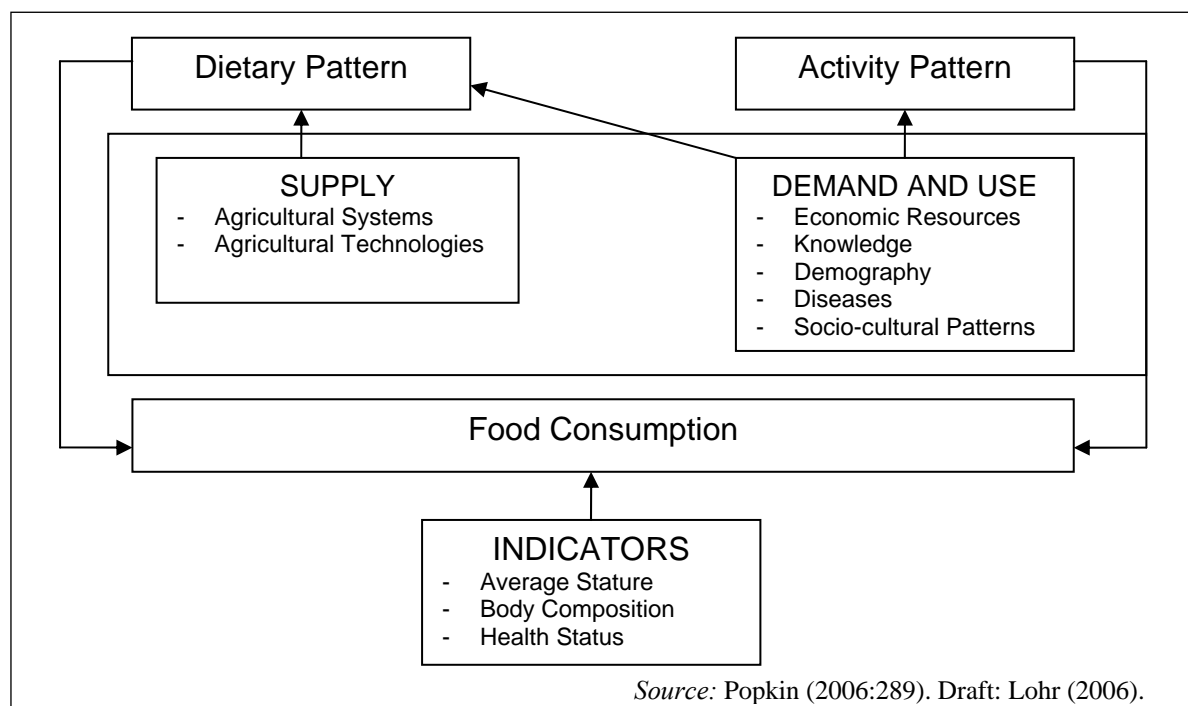 Dietary Pattern
Activity Pattern
SUPPLY
- Agricultural Systems
- Agricultural Technologies
DEMAND AND USE
- Economic Resources
- Knowledge
- Demography
- Diseases
- Socio-cultural Patterns
Food Consumption
INDICATORS
- Average Stature
- Body Composition
- Health Status
Source: Popkin (2006:289). Draft: Lohr (2006).